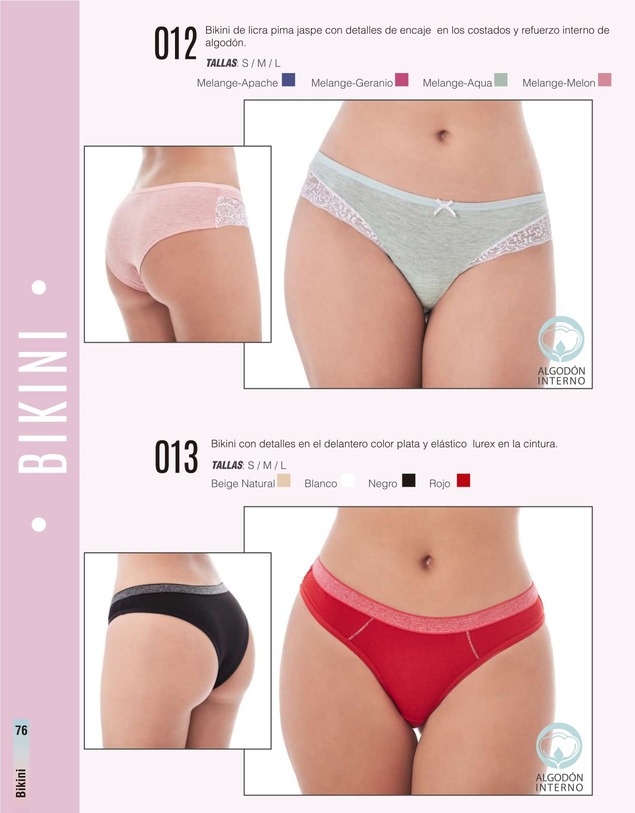 012
Bikini de licra pima jaspe con detalles de encaje  en los costados y refuerzo interno de
algodón.
TALLAS: S / M / L
Melange-Apache Melange-Geranio Melange-Aqua Melange-Melon
ALGODÓN
INTERNO
• BIKINI •
013
Bikini con detalles en el delantero color plata y elástico  lurex en la cintura.
TALLAS: S / M / L
Beige Natural Blanco Negro Rojo
ALGODÓN
INTERNO
76
Bikini